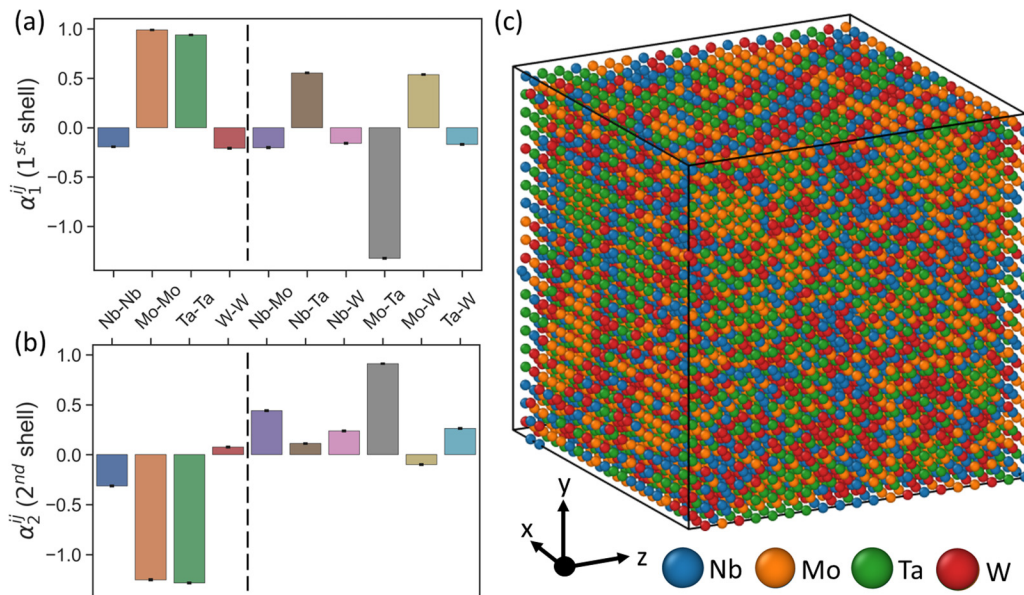 (a)
1.0
0.5
0.0
−0.5
−1.0
α₁ⁱʲ (1ˢᵗ shell)
Nb-Nb
Mo-Mo
Ta-Ta
W-W
Nb-Mo
Nb-Ta
Nb-W
Mo-Ta
Mo-W
Ta-W
(b)
1.0
0.5
0.0
−0.5
−1.0
α₂ⁱʲ (2ⁿᵈ shell)
(c)
y
x
z
Nb
Mo
Ta
W